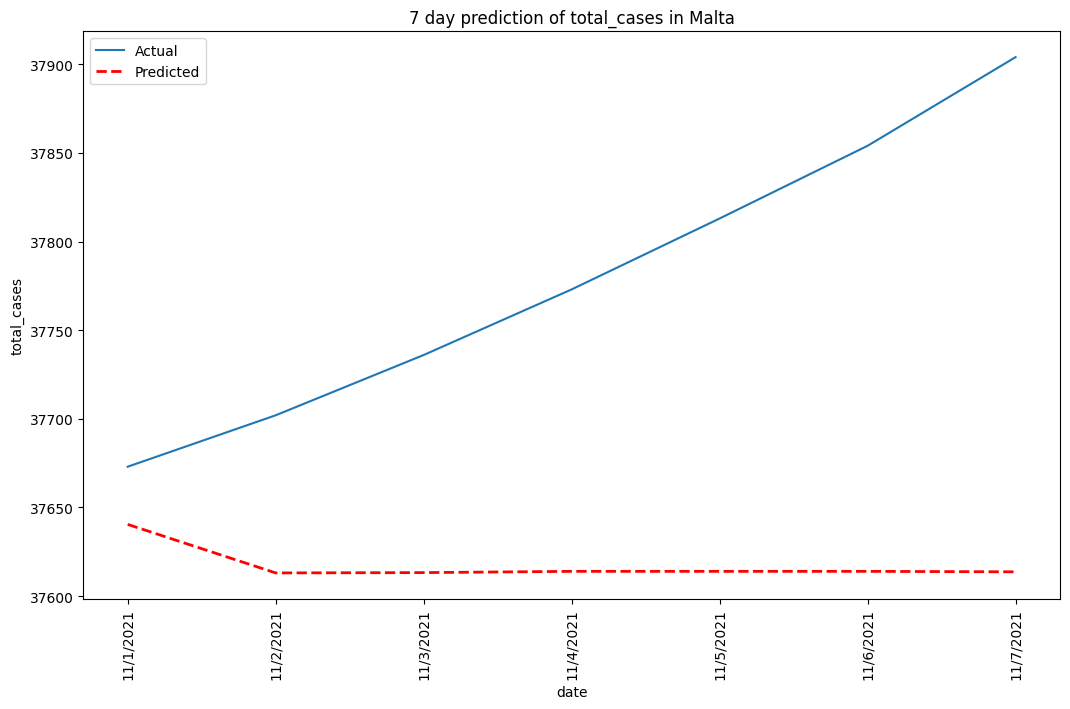 7 day prediction of total_cases in Malta
Actual
Predicted
37900
37850
37800
37750
37700
37650
37600
total_cases
11/1/2021
11/2/2021
11/3/2021
11/4/2021
11/5/2021
11/6/2021
11/7/2021
date